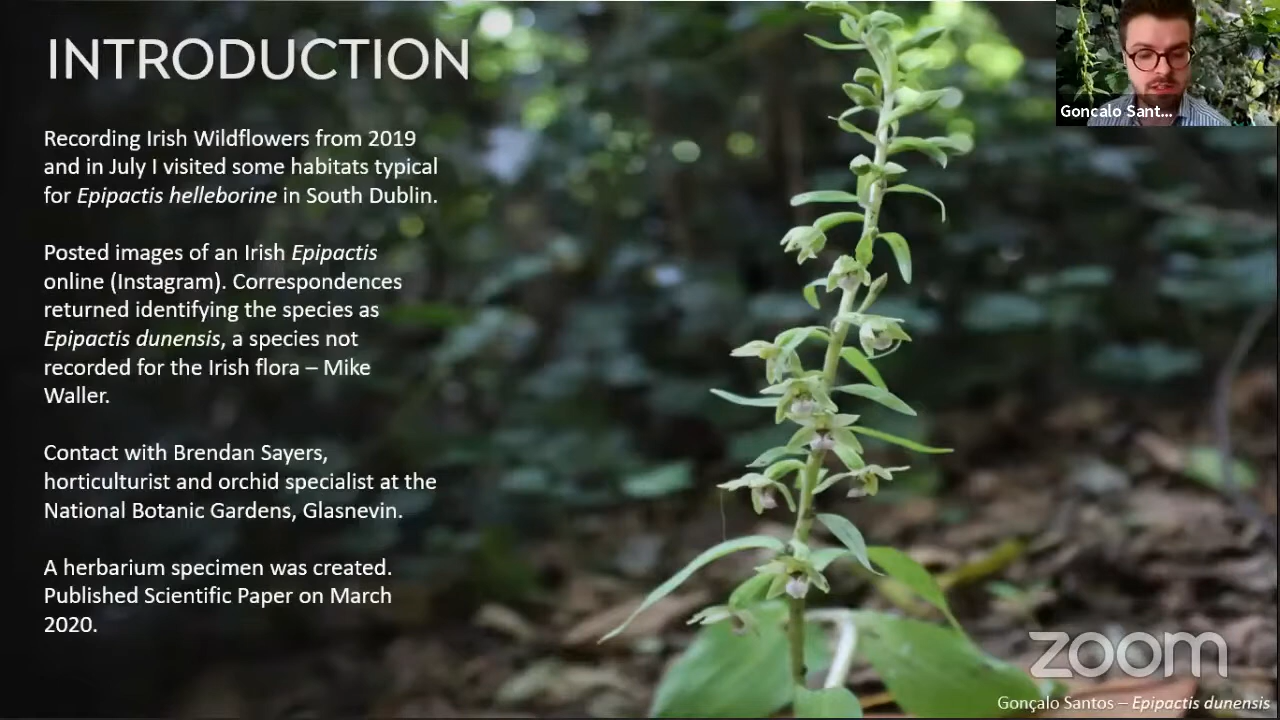 INTRODUCTION
Recording Irish Wildflowers from 2019
and in July I visited some habitats typical
for Epipactis helleborine in South Dublin.
Posted images of an Irish Epipactis
online (Instagram). Correspondences
returned identifying the species as
Epipactis dunensis, a species not
recorded for the Irish flora – Mike
Waller.
Contact with Brendan Sayers,
horticulturist and orchid specialist at the
National Botanic Gardens, Glasnevin.
A herbarium specimen was created.
Published Scientific Paper on March
2020.
Goncalo Sant...
zoom
Gonçalo Santos – Epipactis dunensis